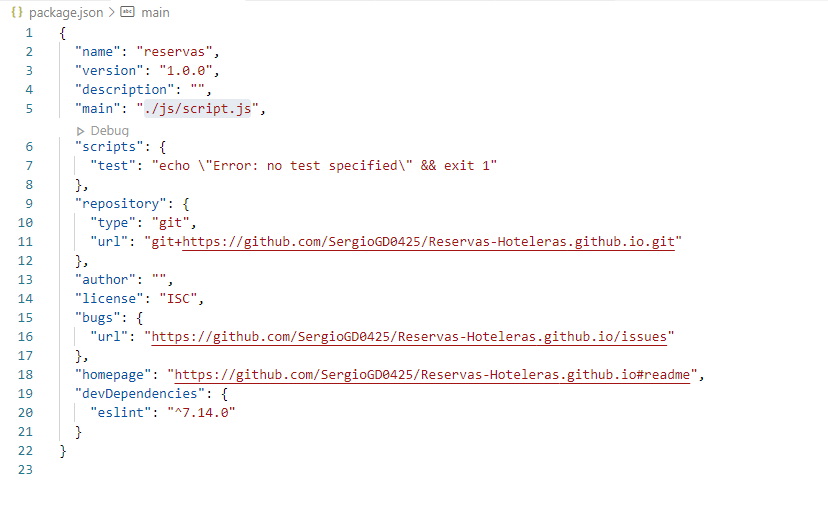 {} package.json > abc main
1 {
2 "name": "reservas",
3 "version": "1.0.0",
4 "description": "",
5 "main": "./js/script.js",
Debug
6 "scripts": {
7 "test": "echo \"Error: no test specified\" && exit 1"
8 },
9 "repository": {
10 "type": "git",
11 "url": "git+https://github.com/SergioGD0425/Reservas-Hoteleras.github.io.git"
12 },
13 "author": "",
14 "license": "ISC",
15 "bugs": {
16 "url": "https://github.com/SergioGD0425/Reservas-Hoteleras.github.io/issues"
17 },
18 "homepage": "https://github.com/SergioGD0425/Reservas-Hoteleras.github.io#readme",
19 "devDependencies": {
20 "eslint": "^7.14.0"
21 }
22 }
23